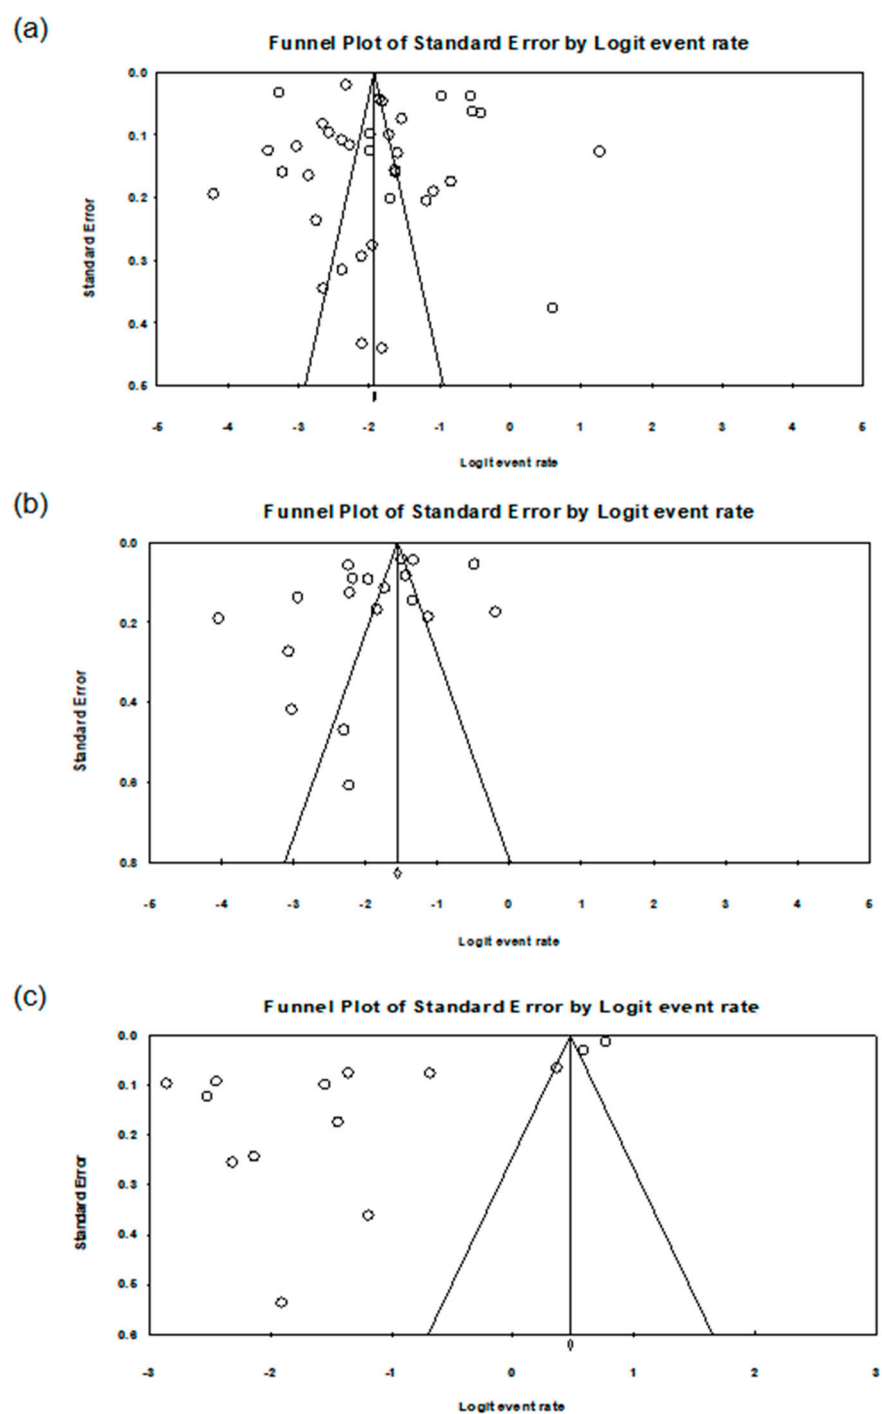 (a)
Funnel Plot of Standard Error by Logit event rate
0.0
0.1
0.2
0.3
0.4
0.5
Standard Error
-5 -4 -3 -2 -1 0 1 2 3 4 5
Logit event rate
(b)
Funnel Plot of Standard Error by Logit event rate
0.0
0.2
0.4
0.6
0.8
Standard Error
-5 -4 -3 -2 -1 0 1 2 3 4 5
Logit event rate
(c)
Funnel Plot of Standard Error by Logit event rate
0.0
0.1
0.2
0.3
0.4
0.5
0.6
Standard Error
-3 -2 -1 0 1 2 3
Logit event rate